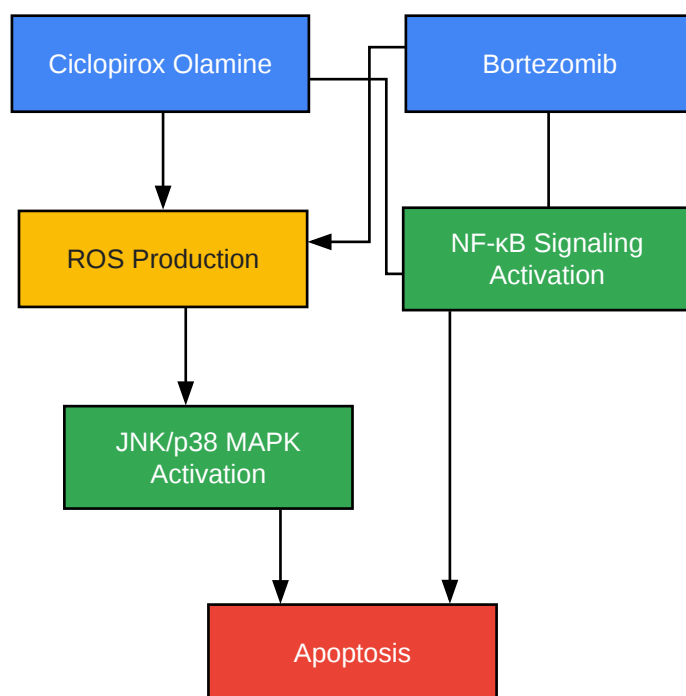 Ciclopirox Olamine
Bortezomib
ROS Production
NF-κB Signaling
Activation
JNK/p38 MAPK
Activation
Apoptosis